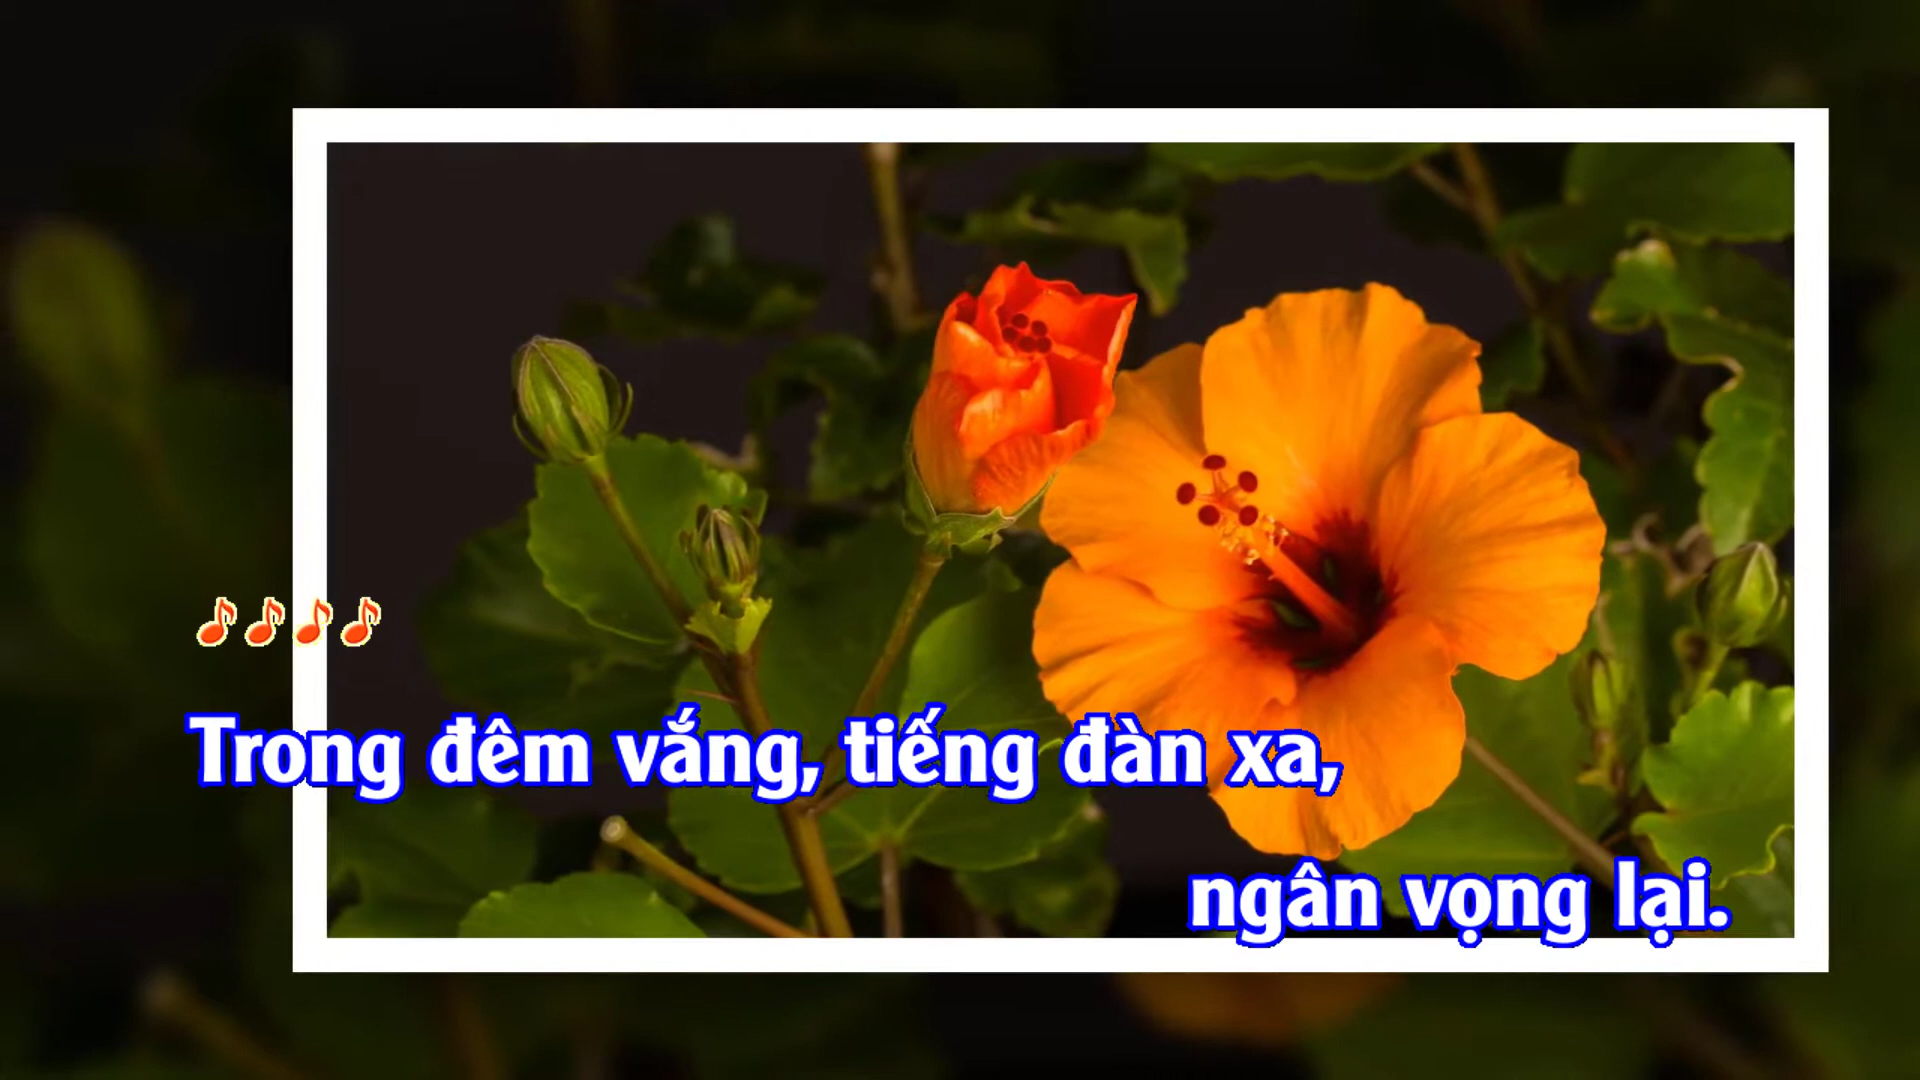 Trong đêm vắng, tiếng đàn xa,
ngân vọng lại.